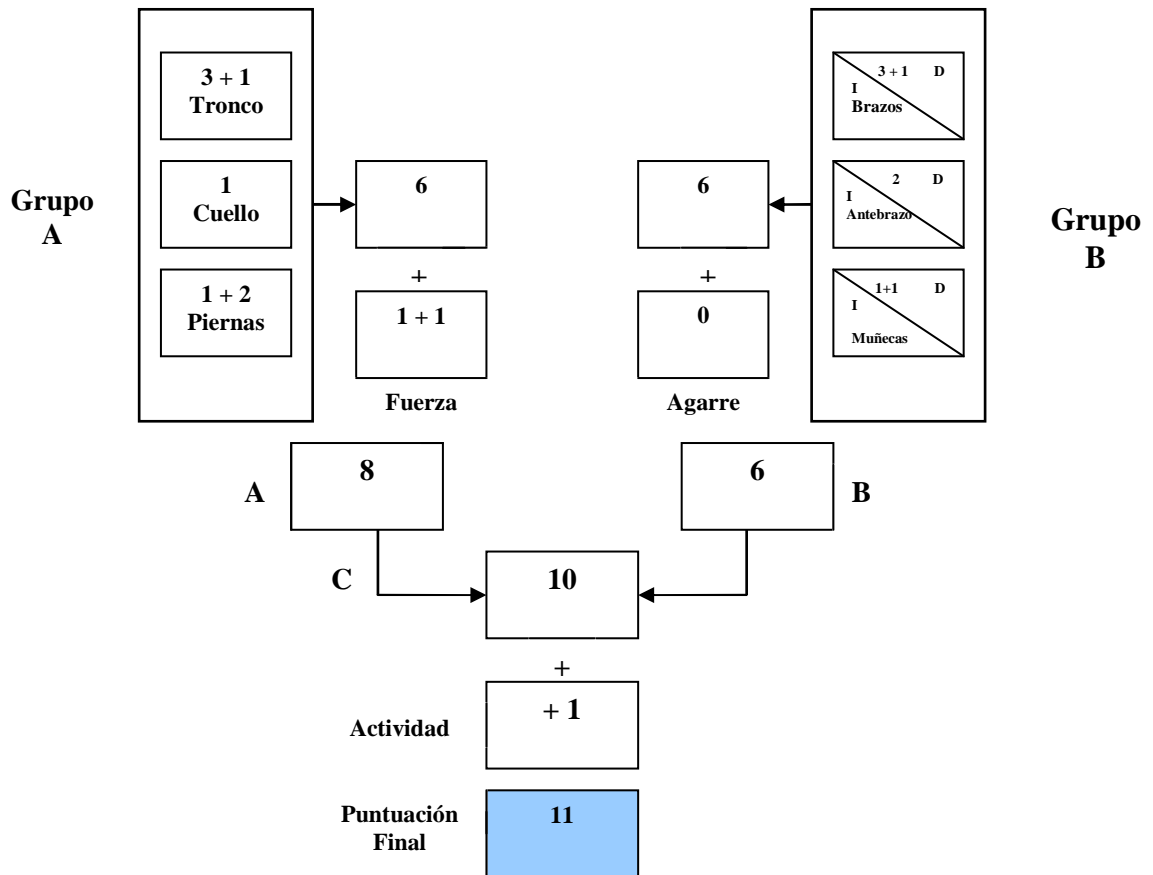 Grupo
A
3 + 1
Tronco
1
Cuello
1 + 2
Piernas
6
+
1 + 1
Fuerza
6
+
0
Agarre
3 + 1 D
I
Brazos
2 D
I
Antebrazo
1+1 D
I
Muñecas
Grupo
B
A
8
6
B
C
10
+
Actividad
+ 1
Puntuación
Final
11